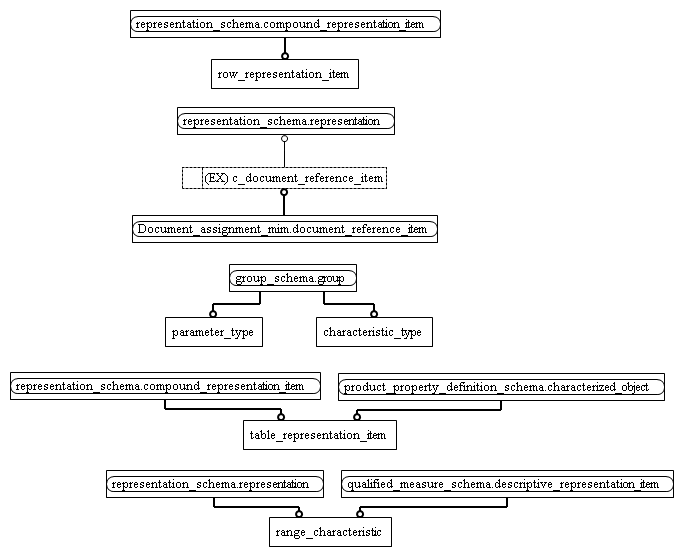 representation_schema.compound_representation_item
row_representation_item
representation_schema.representation
(EX) c_document_reference_item
Document_assignment_mim.document_reference_item
group_schema.group
parameter_type
characteristic_type
representation_schema.compound_representation_item
product_property_definition_schema.characterized_object
table_representation_item
representation_schema.representation
qualified_measure_schema.descriptive_representation_item
range_characteristic